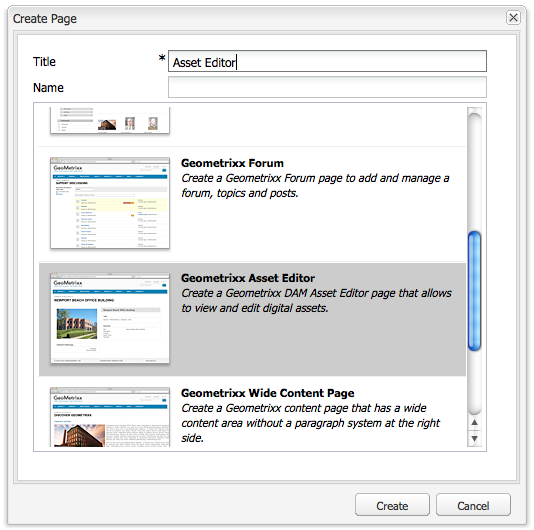 Create Page
Title
*
Asset Editor
Name
GeoMetrixx
SUPPORT DISCUSSIONS
Geometrixx Forum
Create a Geometrixx Forum page to add and manage a
forum, topics and posts.
GeoMetrixx
NEWPORT BEACH OFFICE BUILDING
Geometrixx Asset Editor
Create a Geometrixx DAM Asset Editor page that allows
to view and edit digital assets.
GeoMetrixx
DISCOVER GEOMETRIXX
Geometrixx Wide Content Page
Create a Geometrixx content page that has a wide
content area without a paragraph system at the right
side.
Create
Cancel